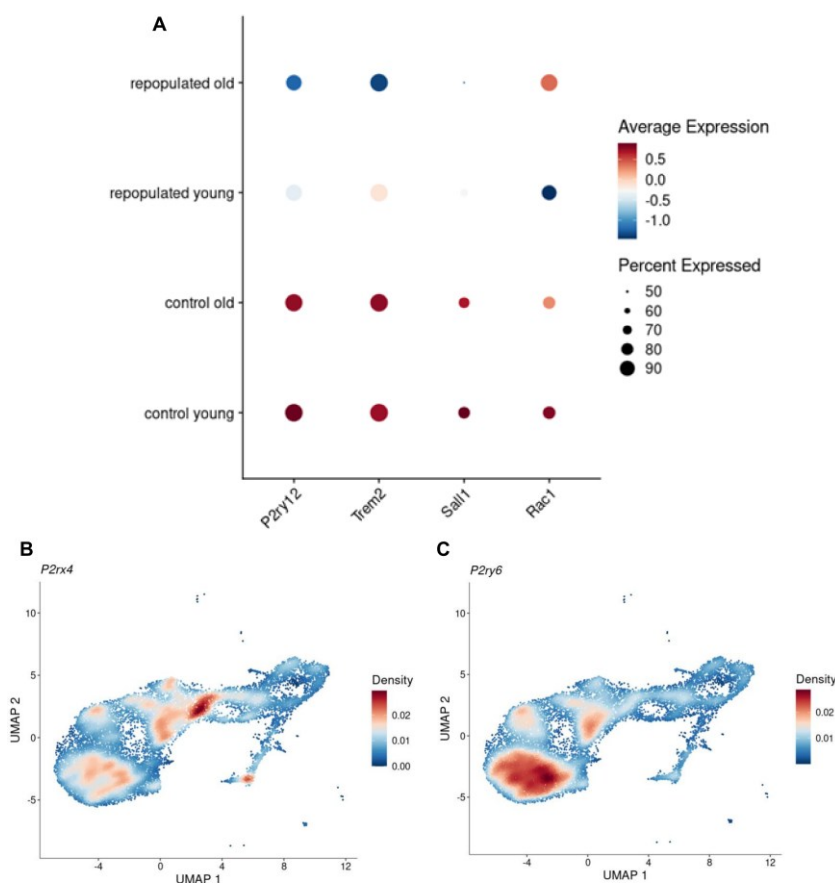 A
repopulated old
repopulated young
control old
control young
P2ry12
Trem2
Sall1
Rac1
Average Expression
0.5
0.0
-0.5
-1.0
Percent Expressed
50
60
70
80
90
B
P2rx4
10
5
0
-5
-4
0
4
8
12
UMAP 2
UMAP 1
Density
0.02
0.01
0.00
C
P2ry6
10
5
0
-5
-4
0
4
8
12
UMAP 2
UMAP 1
Density
0.02
0.01